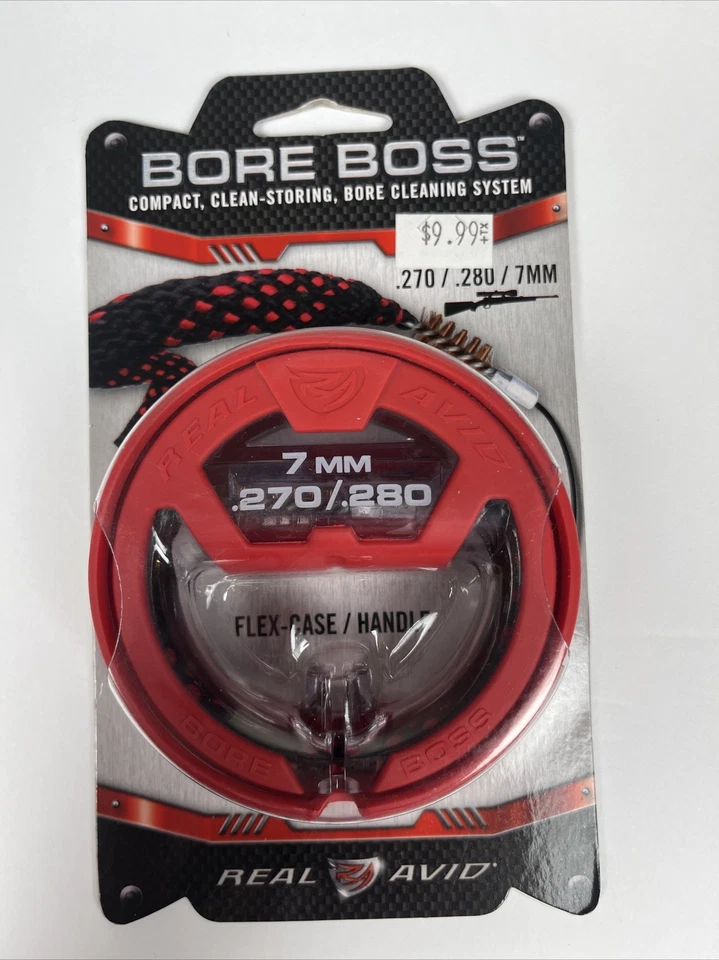 BORE BOSS™
COMPACT, CLEAN-STORING, BORE CLEANING SYSTEM
$9.99+TX
.270 / .280 / 7MM
REAL AVID
7 MM
.270/.280
FLEX-CASE / HANDLE
BORE BOSS
REAL AVID